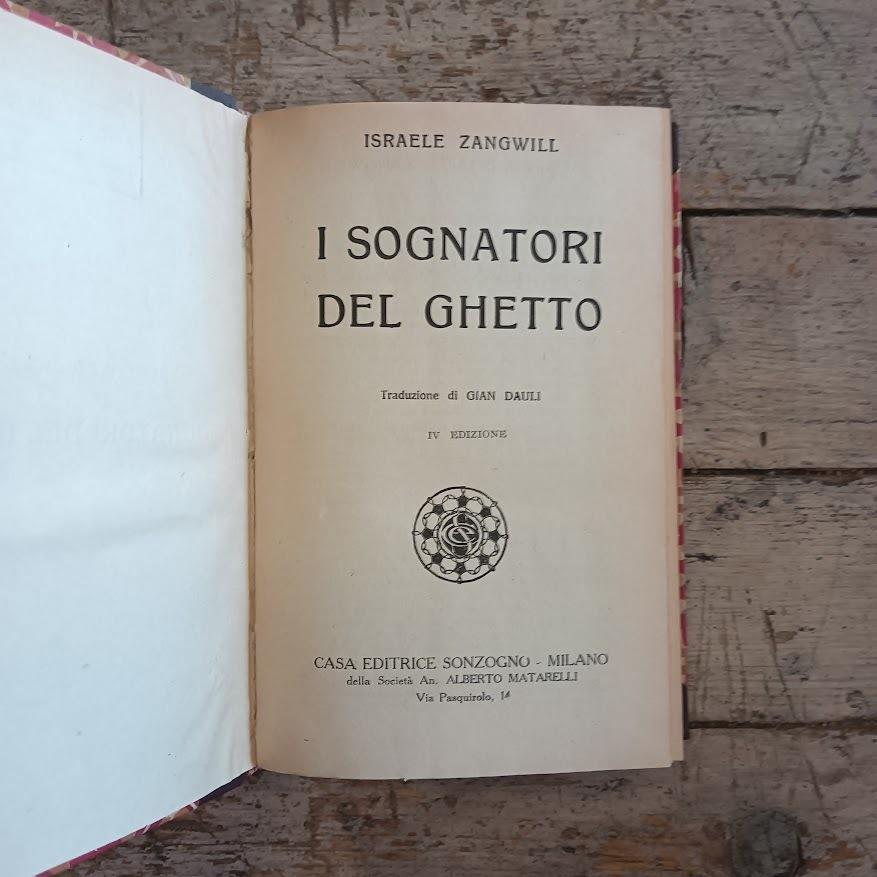 ISRAELE ZANGWILL
I SOGNATORI
DEL GHETTO
Traduzione di GIAN DAULI
IV EDIZIONE
CASA EDITRICE SONZOGNO - MILANO
della Società An. ALBERTO MATARELLI
Via Pasquirolo, 14